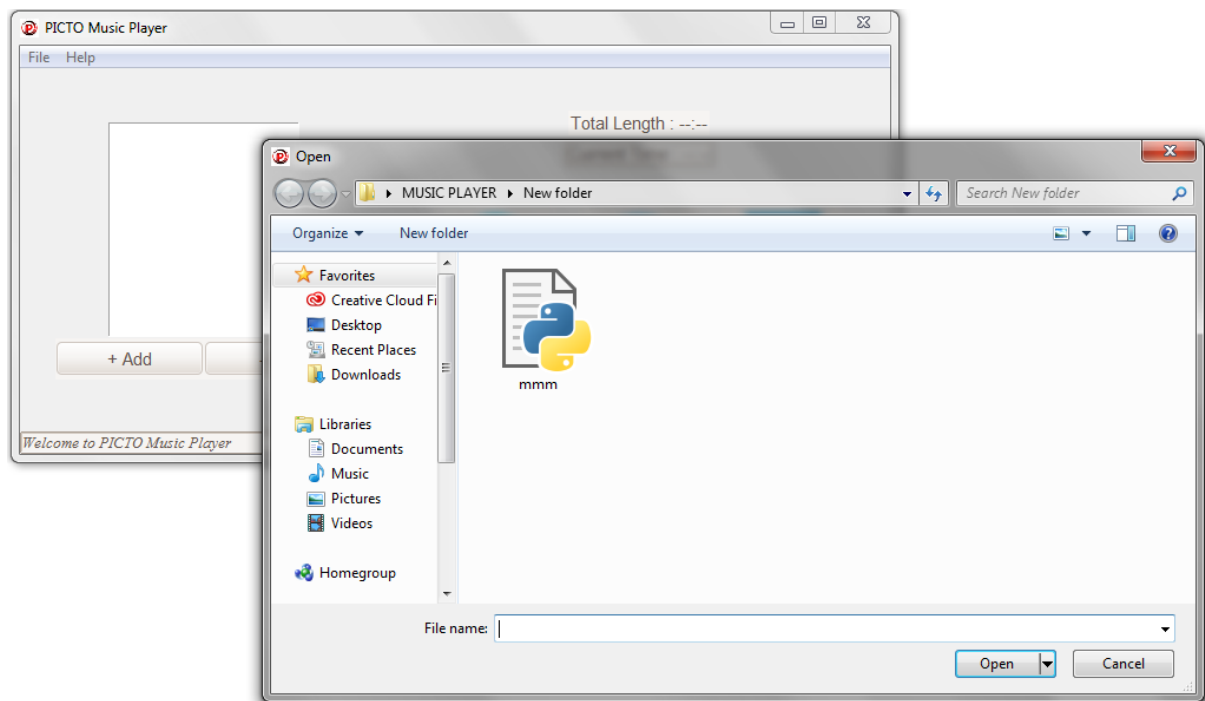 PICTO Music Player
File Help
Total Length : --:--
Open
MUSIC PLAYER New folder
Search New folder
Organize New folder
Favorites
Creative Cloud Fi
Desktop
Recent Places
Downloads
Libraries
Documents
Music
Pictures
Videos
Homegroup
mmm
+ Add
Welcome to PICTO Music Player
File name:
Open Cancel